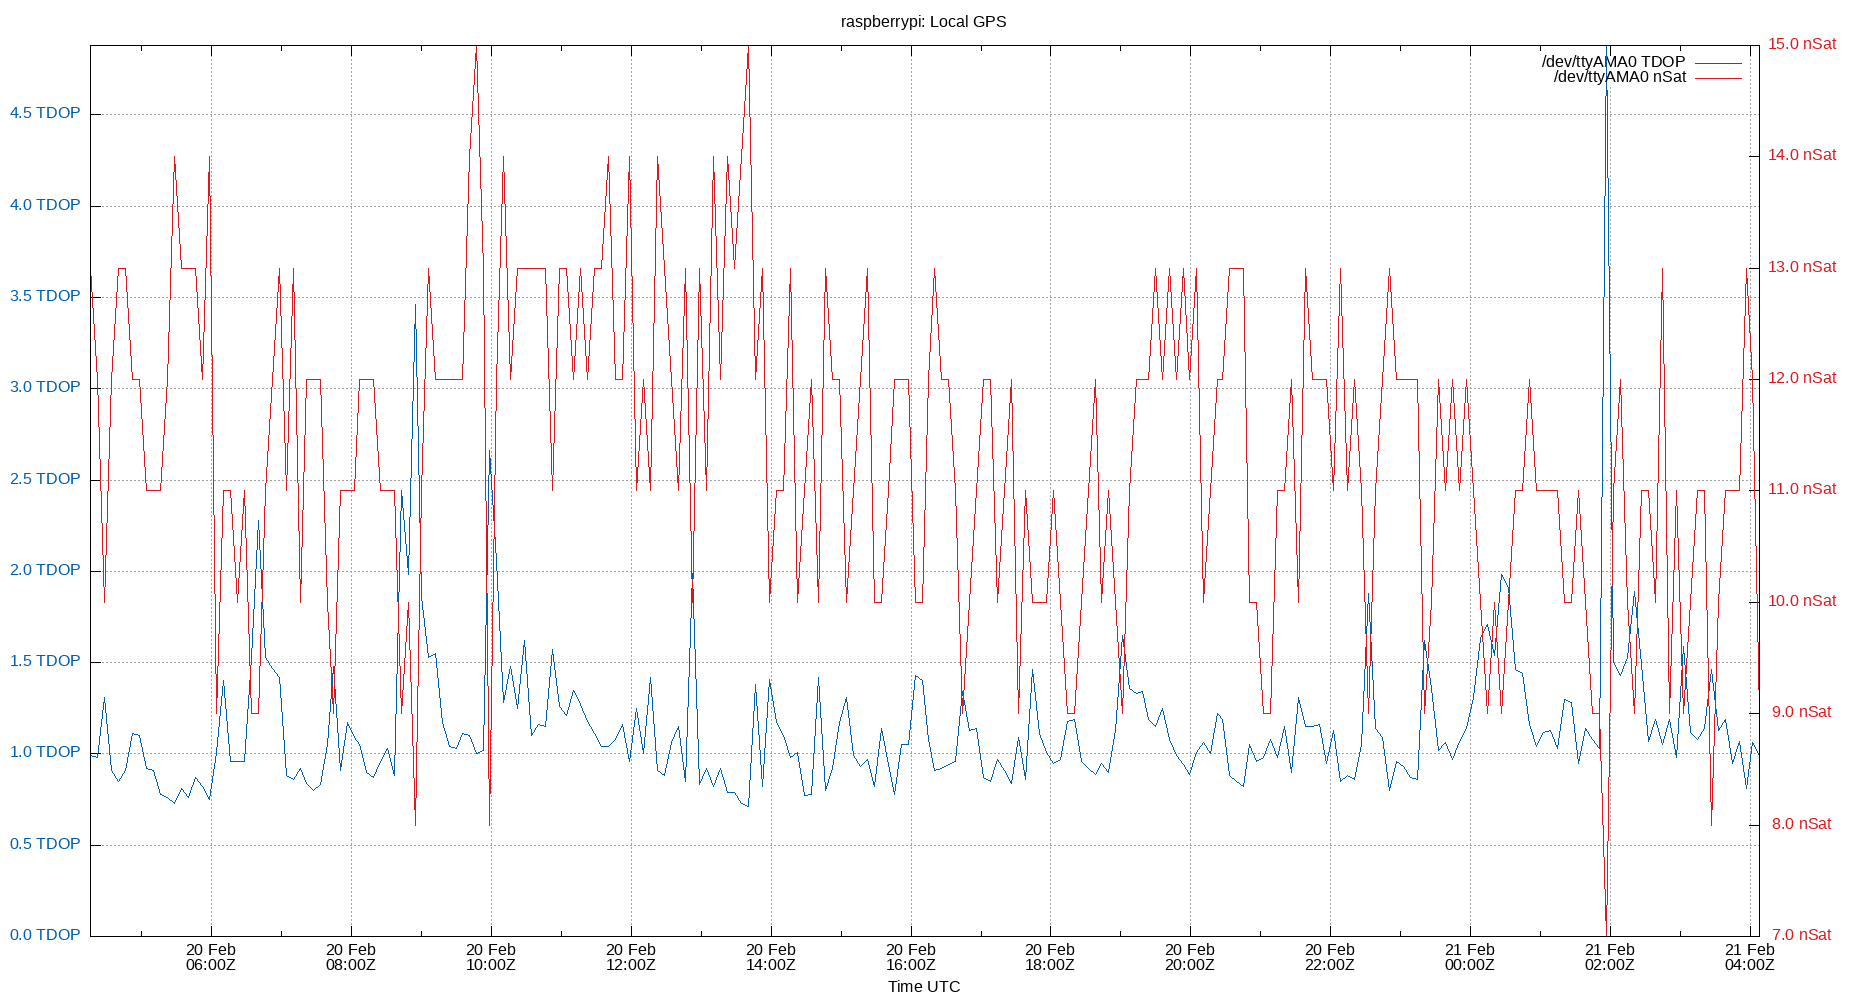 raspberrypi: Local GPS
15.0 nSat
/dev/ttyAMA0 TDOP
/dev/ttyAMA0 nSat
4.5 TDOP
14.0 nSat
4.0 TDOP
13.0 nSat
3.5 TDOP
3.0 TDOP
12.0 nSat
2.5 TDOP
11.0 nSat
2.0 TDOP
10.0 nSat
1.5 TDOP
9.0 nSat
1.0 TDOP
8.0 nSat
0.5 TDOP
0.0 TDOP
7.0 nSat
20 Feb 20 Feb 20 Feb 20 Feb 20 Feb 20 Feb 20 Feb 20 Feb 20 Feb 21 Feb 21 Feb 21 Feb
06:00Z 08:00Z 10:00Z 12:00Z 14:00Z 16:00Z 18:00Z 20:00Z 22:00Z 00:00Z 02:00Z 04:00Z
Time UTC